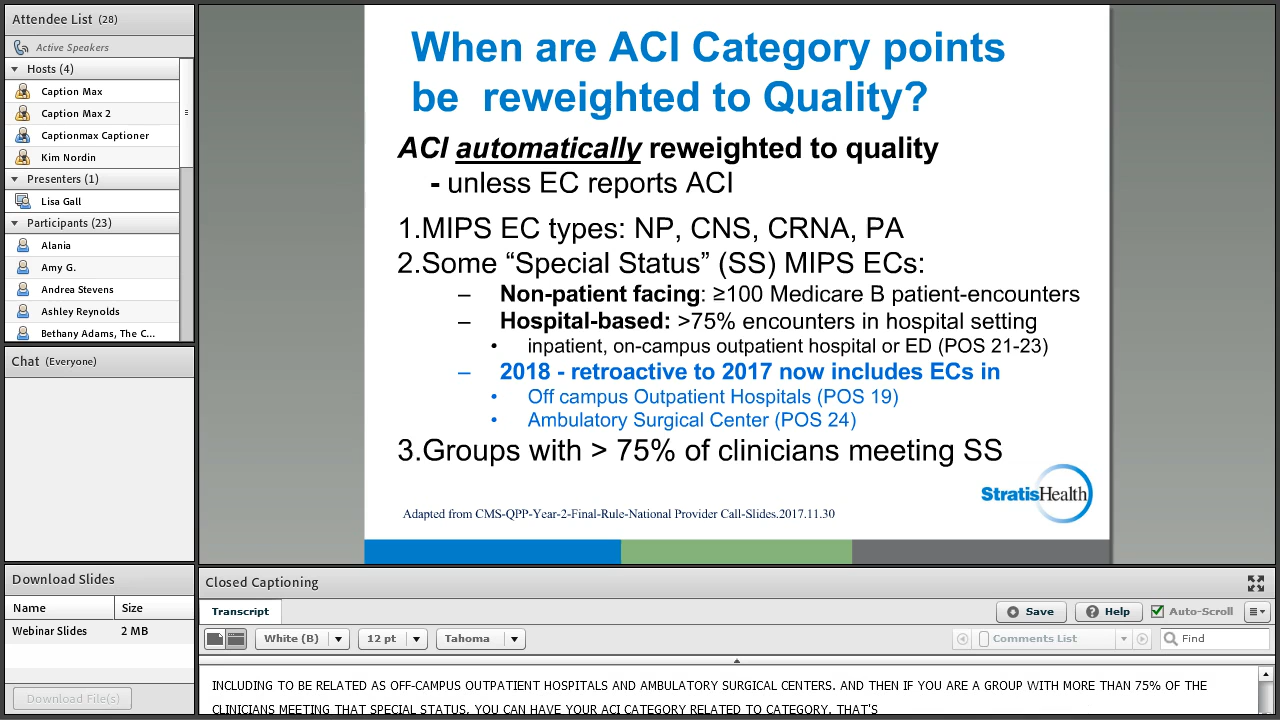 Attendee List (28)
Active Speakers
Hosts (4)
Caption Max
Caption Max 2
Captionmax Captioner
Kim Nordin
Presenters (1)
Lisa Gall
Participants (23)
Alania
Amy G.
Andrea Stevens
Ashley Reynolds
Bethany Adams, The C...
Chat (Everyone)
Download Slides
Name Size
Webinar Slides 2 MB
Download File(s)
When are ACI Category points
be reweighted to Quality?
ACI automatically reweighted to quality
- unless EC reports ACI
1.MIPS EC types: NP, CNS, CRNA, PA
2.Some “Special Status” (SS) MIPS ECs:
– Non-patient facing: ≥100 Medicare B patient-encounters
– Hospital-based: >75% encounters in hospital setting
• inpatient, on-campus outpatient hospital or ED (POS 21-23)
– 2018 - retroactive to 2017 now includes ECs in
• Off campus Outpatient Hospitals (POS 19)
• Ambulatory Surgical Center (POS 24)
3.Groups with > 75% of clinicians meeting SS
StratisHealth
Adapted from CMS-QPP-Year-2-Final-Rule-National Provider Call-Slides.2017.11.30
Closed Captioning
Transcript Save Help Auto-Scroll
White (B) 12 pt Tahoma Comments List Find
INCLUDING TO BE RELATED AS OFF-CAMPUS OUTPATIENT HOSPITALS AND AMBULATORY SURGICAL CENTERS. AND THEN IF YOU ARE A GROUP WITH MORE THAN 75% OF THE
CLINICIANS MEETING THAT SPECIAL STATUS, YOU CAN HAVE YOUR ACI CATEGORY RELATED TO CATEGORY. THAT'S